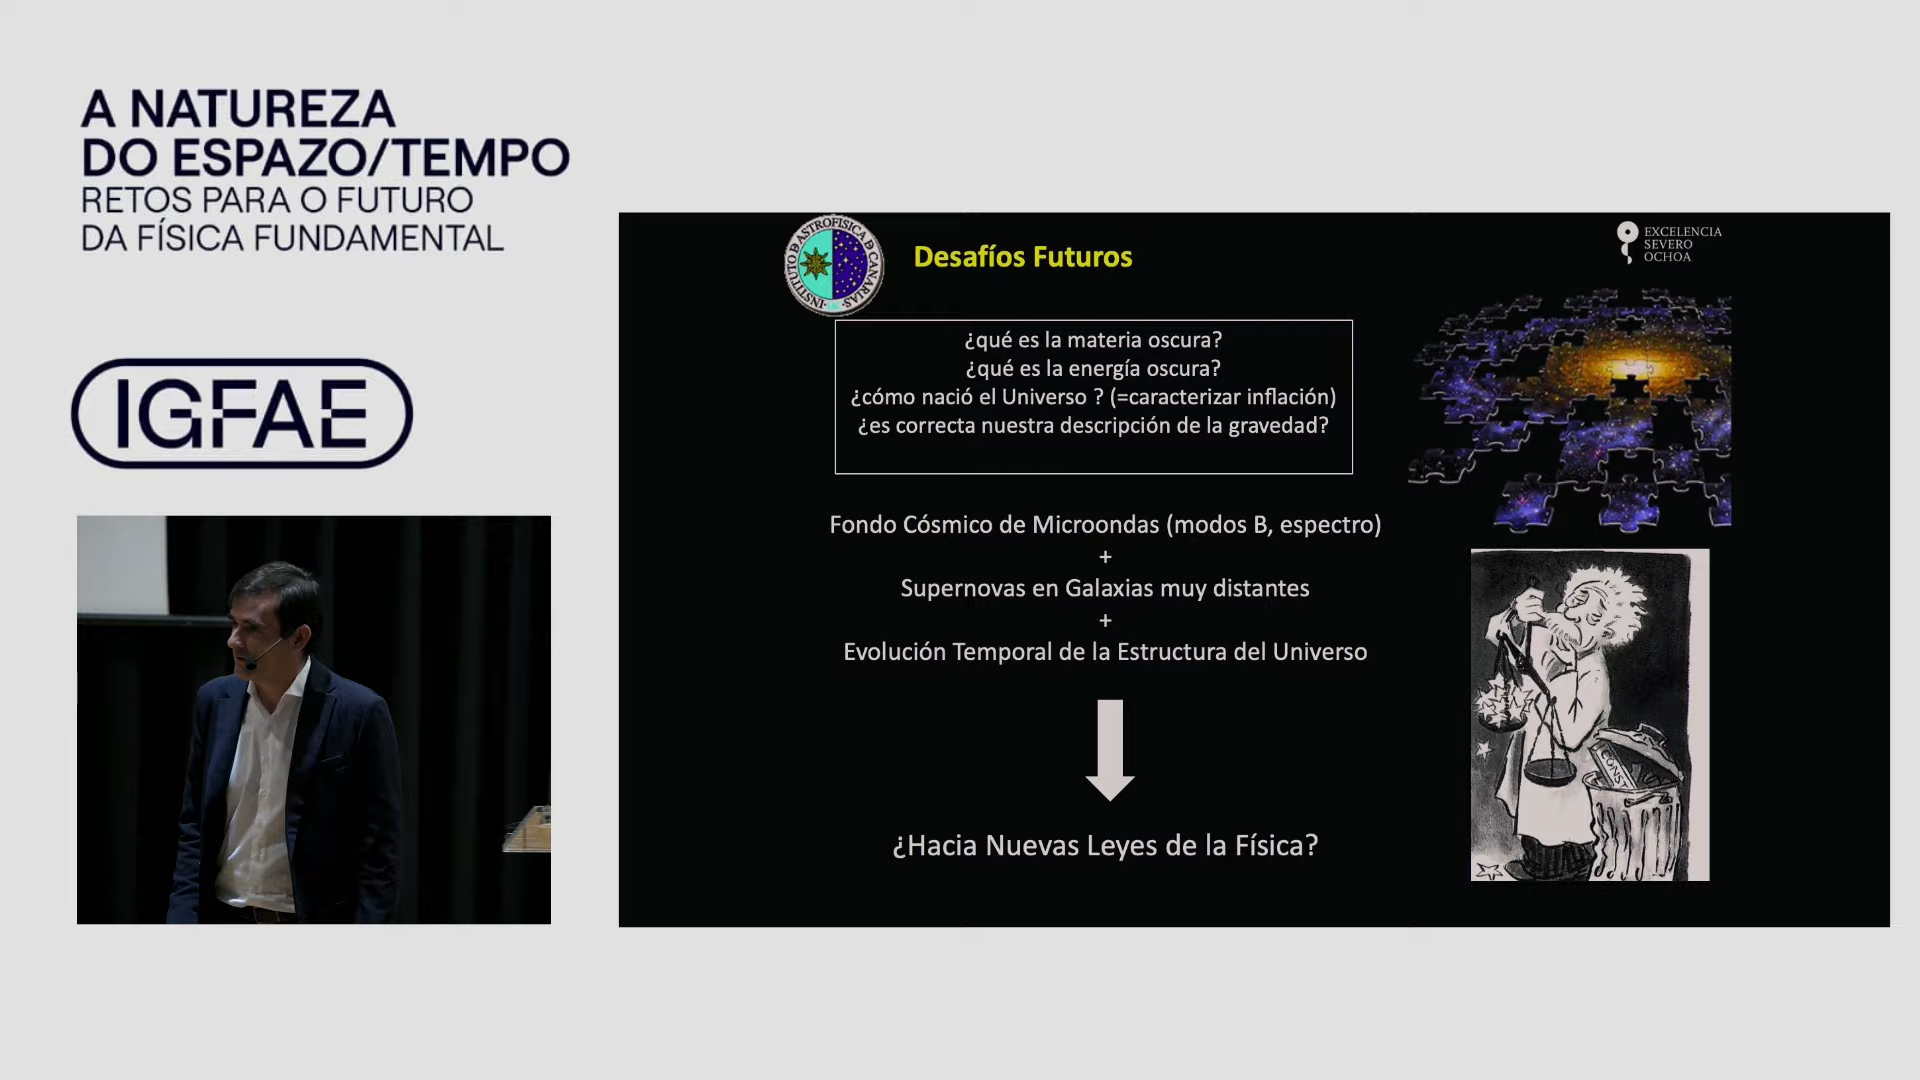 A NATUREZA
DO ESPAZO/TEMPO
RETOS PARA O FUTURO
DA FÍSICA FUNDAMENTAL
IGFAE
INSTITUTO D ASTROFISICA D CANARIAS
Desafíos Futuros
EXCELENCIA
SEVERO
OCHOA
¿qué es la materia oscura?
¿qué es la energía oscura?
¿cómo nació el Universo ? (=caracterizar inflación)
¿es correcta nuestra descripción de la gravedad?
Fondo Cósmico de Microondas (modos B, espectro)
+
Supernovas en Galaxias muy distantes
+
Evolución Temporal de la Estructura del Universo
¿Hacia Nuevas Leyes de la Física?